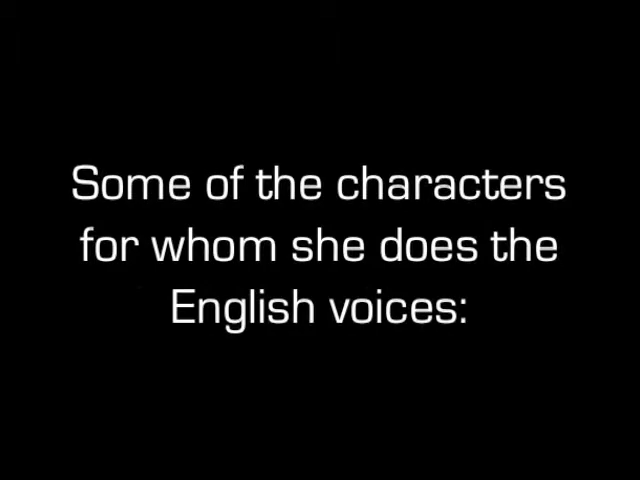 Some of the characters
for whom she does the
English voices: